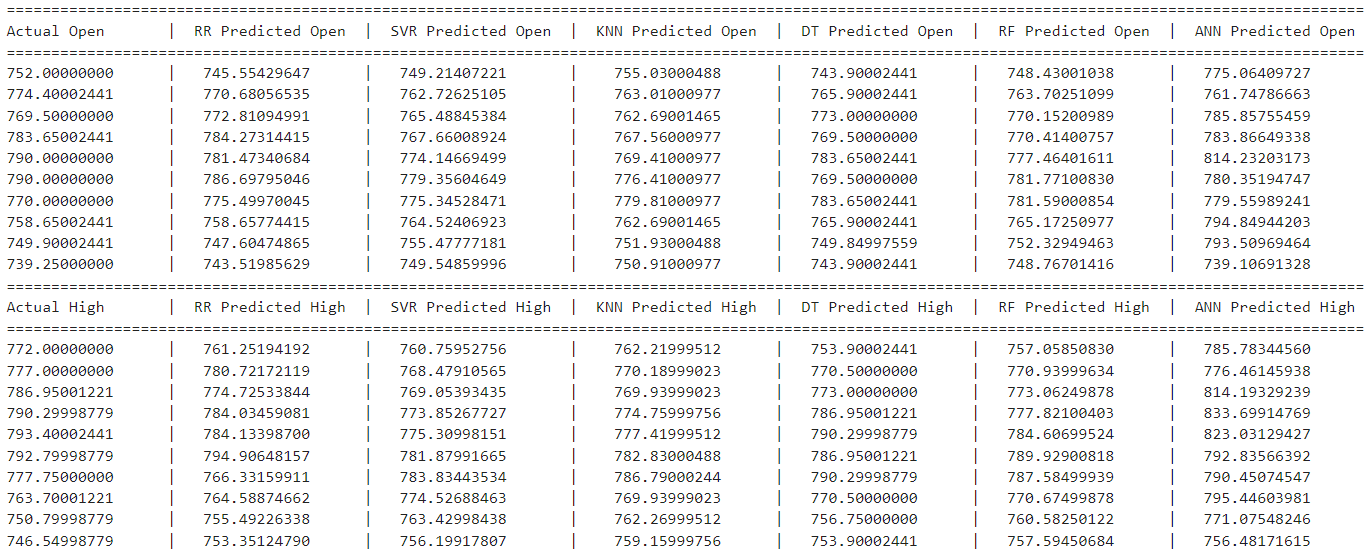 Actual Open | RR Predicted Open | SVR Predicted Open | KNN Predicted Open | DT Predicted Open | RF Predicted Open | ANN Predicted Open
752.00000000 | 745.55429647 | 749.21407221 | 755.03000488 | 743.90002441 | 748.43001038 | 775.06409727
774.40002441 | 770.68056535 | 762.72625105 | 763.01000977 | 765.90002441 | 763.70251099 | 761.74786663
769.50000000 | 772.81094991 | 765.48845384 | 762.69001465 | 773.00000000 | 770.15200989 | 785.85755459
783.65002441 | 784.27314415 | 767.66008924 | 767.56000977 | 769.50000000 | 770.41400757 | 783.86649338
790.00000000 | 781.47340684 | 774.14669499 | 769.41000977 | 783.65002441 | 777.46401611 | 814.23203173
790.00000000 | 786.69795046 | 779.35604649 | 776.41000977 | 769.50000000 | 781.77100830 | 780.35194747
770.00000000 | 775.49970045 | 775.34528471 | 779.81000977 | 783.65002441 | 781.59000854 | 779.55989241
758.65002441 | 758.65774415 | 764.52406923 | 762.69001465 | 765.90002441 | 765.17250977 | 794.84944203
749.90002441 | 747.60474865 | 755.47777181 | 751.93000488 | 749.84997559 | 752.32949463 | 793.50969464
739.25000000 | 743.51985629 | 749.54859996 | 750.91000977 | 743.90002441 | 748.76701416 | 739.10691328
Actual High | RR Predicted High | SVR Predicted High | KNN Predicted High | DT Predicted High | RF Predicted High | ANN Predicted High
772.00000000 | 761.25194192 | 760.75952756 | 762.21999512 | 753.90002441 | 757.05850830 | 785.78344560
777.00000000 | 780.72172119 | 768.47910565 | 770.18999023 | 770.50000000 | 770.93999634 | 776.46145938
786.95001221 | 774.72533844 | 769.05393435 | 769.93999023 | 773.00000000 | 773.06249878 | 814.19329239
790.29998779 | 784.03459081 | 773.85267727 | 774.75999756 | 786.95001221 | 777.82100403 | 833.69914769
793.40002441 | 784.13398700 | 775.30998151 | 777.41999512 | 790.29998779 | 784.60699524 | 823.03129427
792.79998779 | 794.90648157 | 781.87991665 | 782.83000488 | 786.95001221 | 789.92900818 | 792.83566392
777.75000000 | 766.33159911 | 783.83443534 | 786.79000244 | 790.29998779 | 787.58499939 | 790.45074547
763.70001221 | 764.58874662 | 774.52688463 | 769.93999023 | 770.50000000 | 770.67499878 | 795.44603981
750.79998779 | 755.49226338 | 763.42998438 | 762.26999512 | 756.75000000 | 760.58250122 | 771.07548246
746.54998779 | 753.35124790 | 756.19917807 | 759.15999756 | 753.90002441 | 757.59450684 | 756.48171615